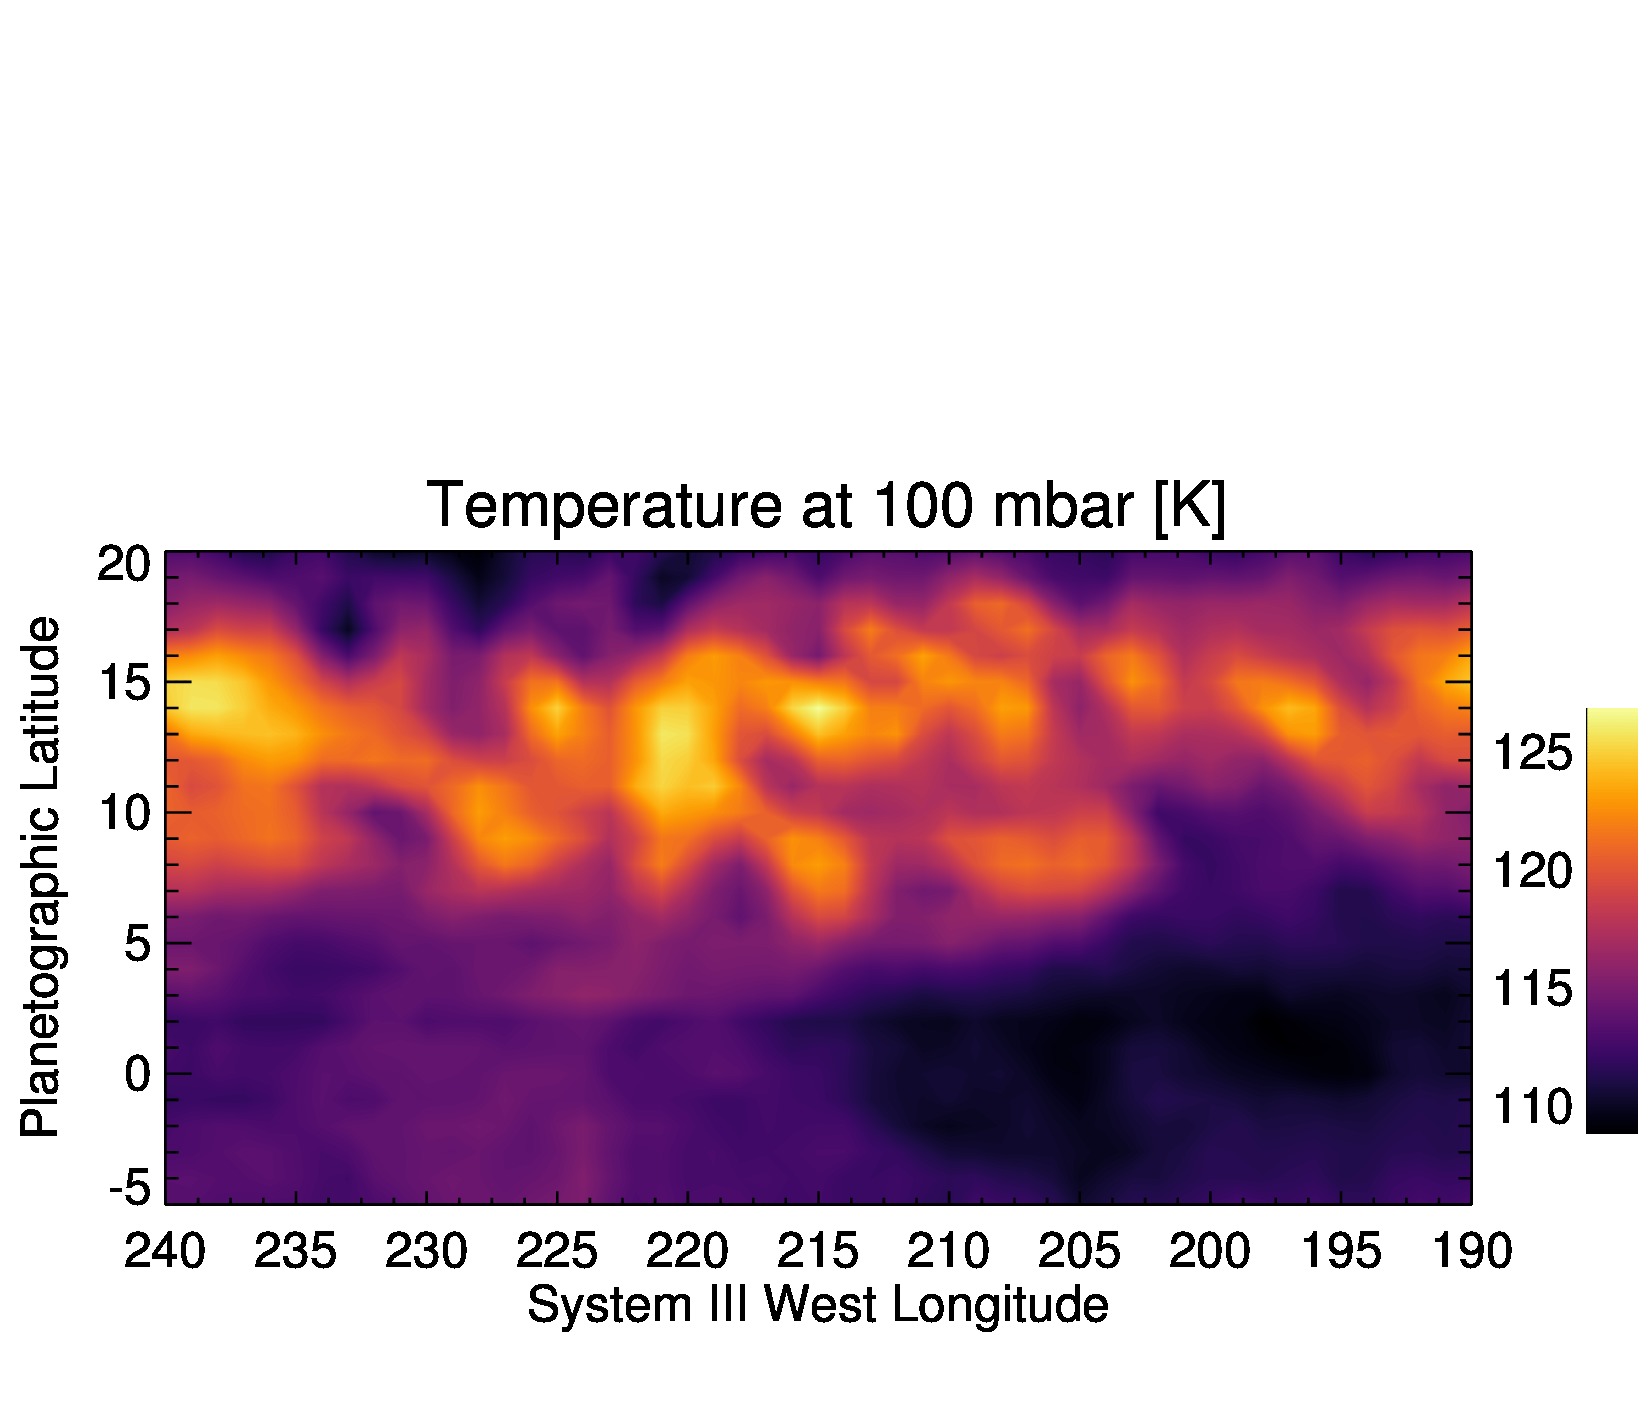 Temperature at 100 mbar [K]
20
15
10
5
0
-5
Planetographic Latitude
240 235 230 225 220 215 210 205 200 195 190
System III West Longitude
125
120
115
110